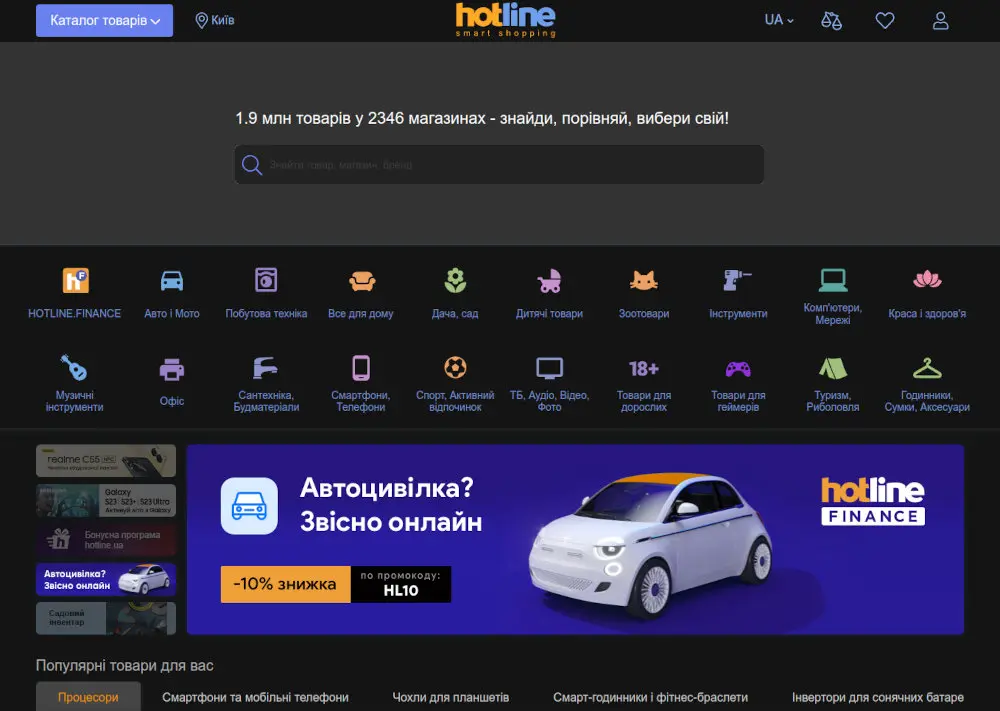 Каталог товарів
Київ
hotline
smart shopping
UA
1.9 млн товарів у 2346 магазинах - знайди, порівняй, вибери свій!
Знайти товар, магазин, бренд
HOTLINE.FINANCE
Авто і Мото
Побутова техніка
Все для дому
Дача, сад
Дитячі товари
Зоотовари
Інструменти
Комп'ютери,
Мережі
Краса і здоров'я
Музичні
інструменти
Офіс
Сантехніка,
Будматеріали
Смартфони,
Телефони
Спорт, Активний
відпочинок
ТБ, Аудіо, Відео,
Фото
18+
Товари для
дорослих
Товари для
геймерів
Туризм,
Риболовля
Годинники,
Сумки, Аксесуари
realme C55
Galaxy
S23 | S23+ | S23 Ultra
Бонусна програма
hotline.ua
Автоцивілка?
Звісно онлайн
Садовий
інвентар
Автоцивілка?
Звісно онлайн
-10% знижка
по промокоду:
HL10
hotline
FINANCE
Популярні товари для вас
Процесори
Смартфони та мобільні телефони
Чохли для планшетів
Смарт-годинники і фітнес-браслети
Інвертори для сонячних батаре